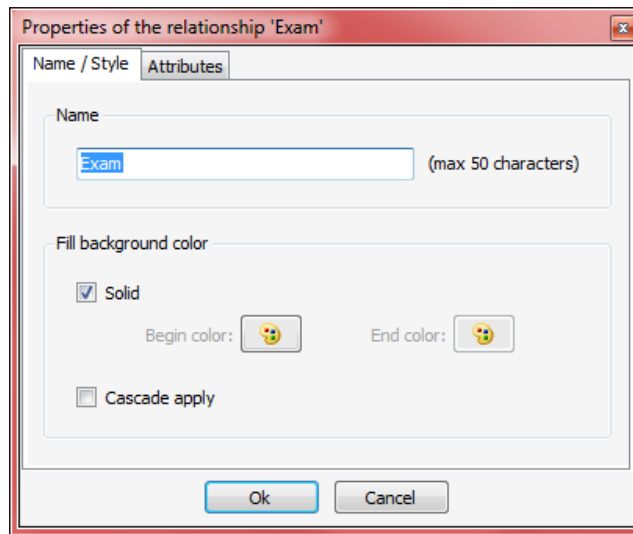 Properties of the relationship 'Exam'
Name / Style Attributes
Name
Exam (max 50 characters)
Fill background color
Solid
Begin color: End color:
Cascade apply
Ok Cancel